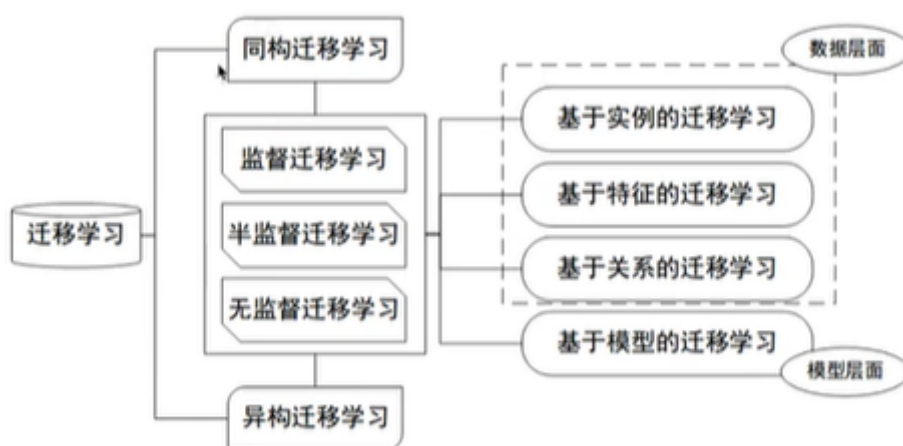 同构迁移学习
数据层面
基于实例的迁移学习
监督迁移学习
基于特征的迁移学习
迁移学习
半监督迁移学习
基于关系的迁移学习
无监督迁移学习
基于模型的迁移学习
模型层面
异构迁移学习